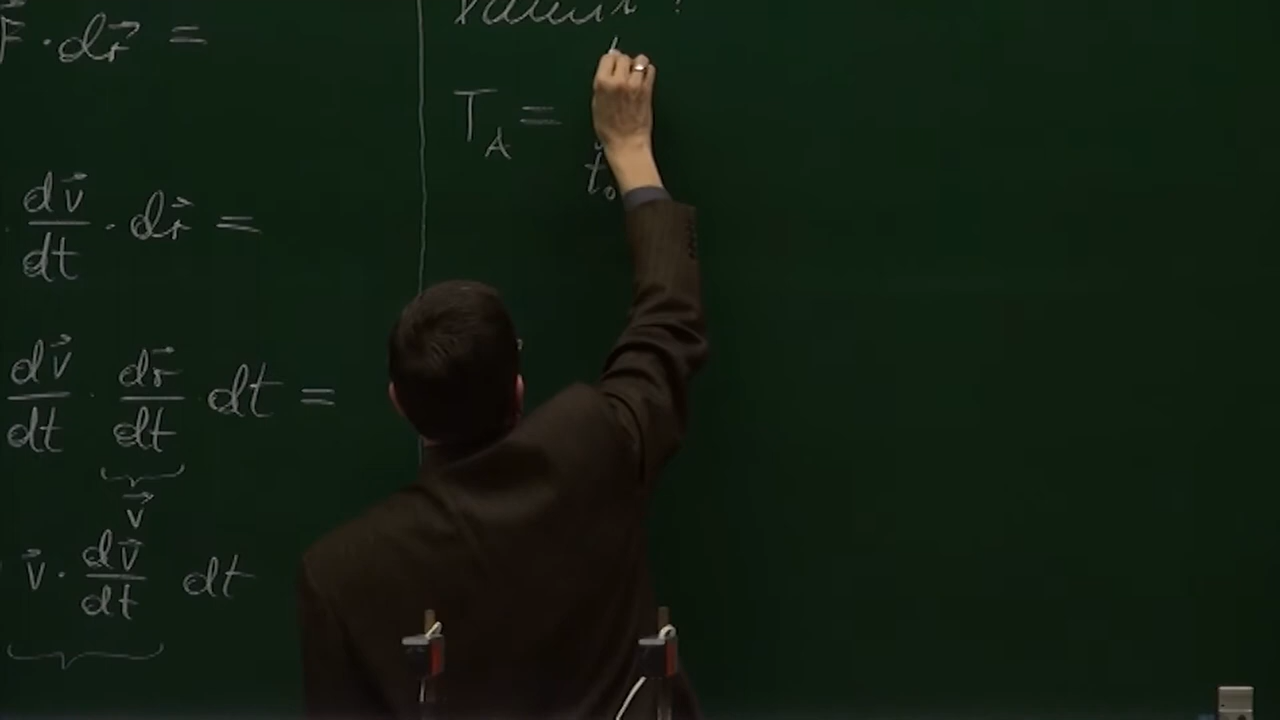 F⃗ · dr⃗ =
dv⃗/dt · dr⃗ =
dv⃗/dt · dr⃗/dt dt =
v⃗
v⃗ · dv⃗/dt dt
T_A =
t₀